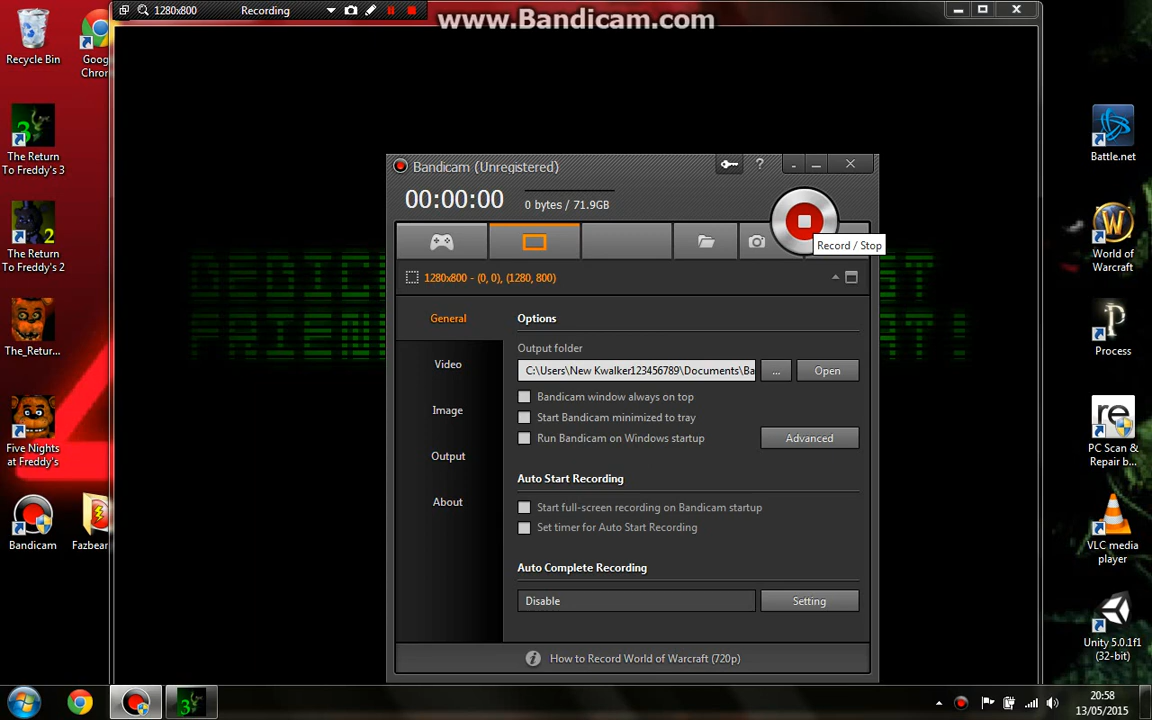 1280x800 Recording
www.Bandicam.com
Recycle Bin
Goog
Chron
The Return
To Freddy's 3
The Return
To Freddy's 2
The_Retur...
Five Nights
at Freddy's
Bandicam
Fazbear
Bandicam (Unregistered)
?
00:00:00
0 bytes / 71.9GB
Record / Stop
1280x800 - (0, 0), (1280, 800)
General
Video
Image
Output
About
Options
Output folder
C:\Users\New Kwalker123456789\Documents\Ba
...
Open
Bandicam window always on top
Start Bandicam minimized to tray
Run Bandicam on Windows startup
Advanced
Auto Start Recording
Start full-screen recording on Bandicam startup
Set timer for Auto Start Recording
Auto Complete Recording
Disable
Setting
How to Record World of Warcraft (720p)
Battle.net
World of
Warcraft
Process
re
PC Scan &
Repair b...
VLC media
player
Unity 5.0.1f1
(32-bit)
20:58
13/05/2015